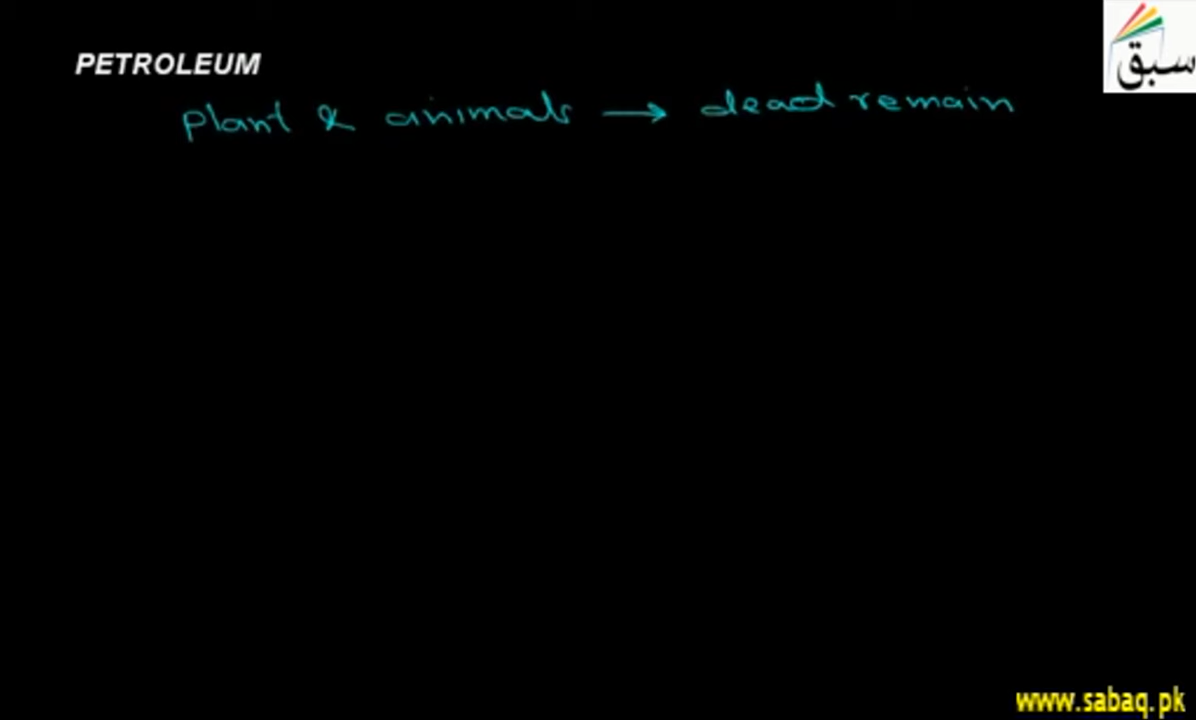 PETROLEUM
سبق
plant & animals → dead remain
www.sabaq.pk